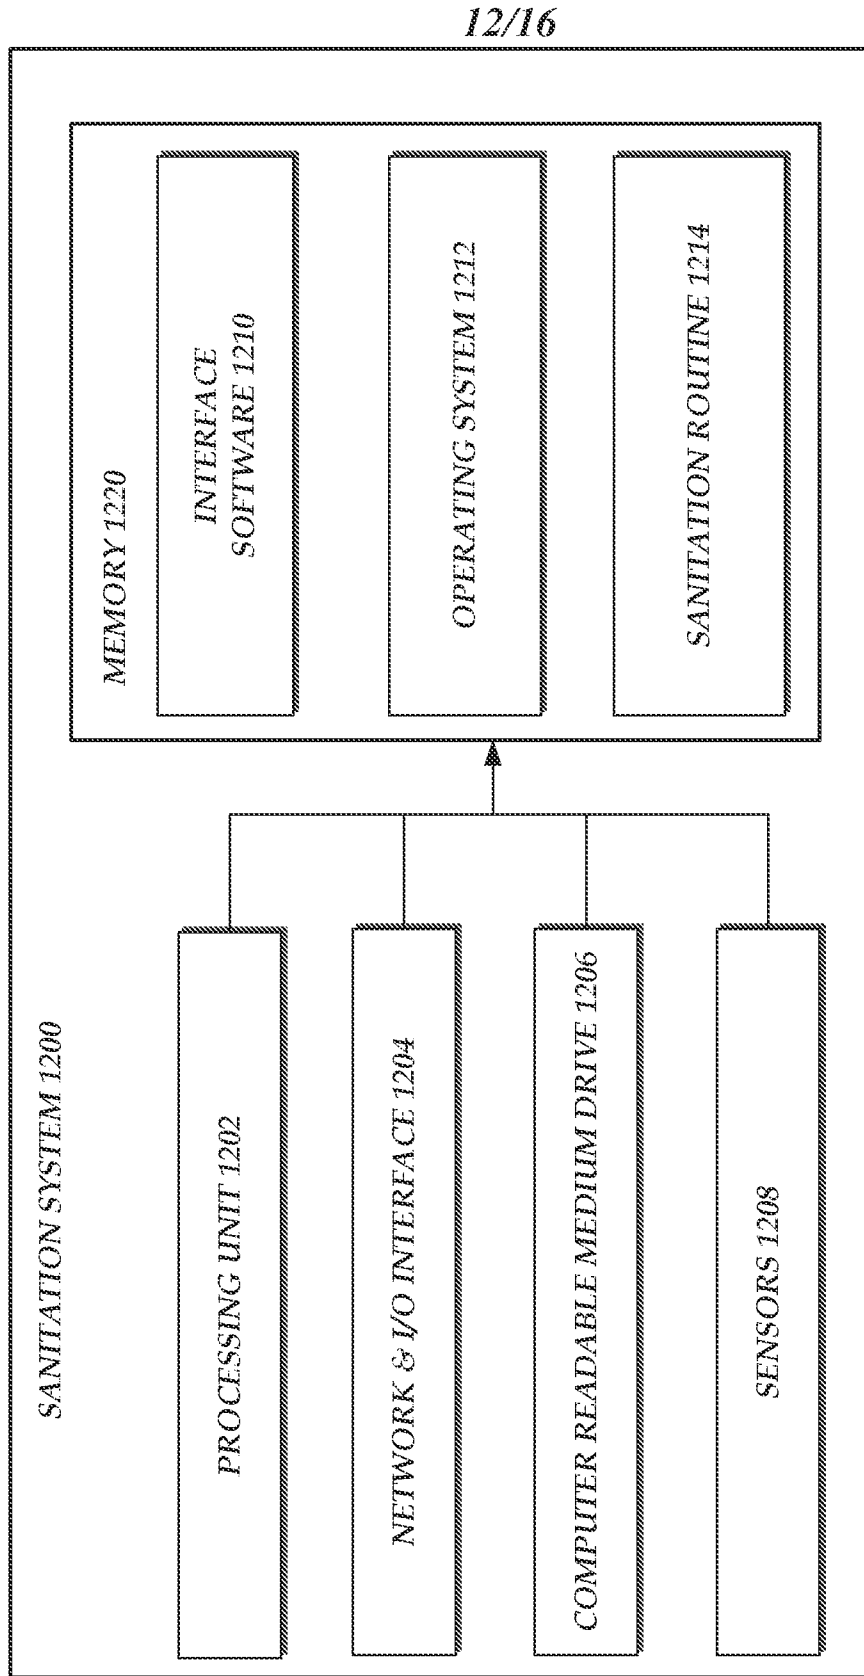 12/16
SANITATION SYSTEM 1200
PROCESSING UNIT 1202
NETWORK & I/O INTERFACE 1204
COMPUTER READABLE MEDIUM DRIVE 1206
SENSORS 1208
MEMORY 1220
INTERFACE
SOFTWARE 1210
OPERATING SYSTEM 1212
SANITATION ROUTINE 1214